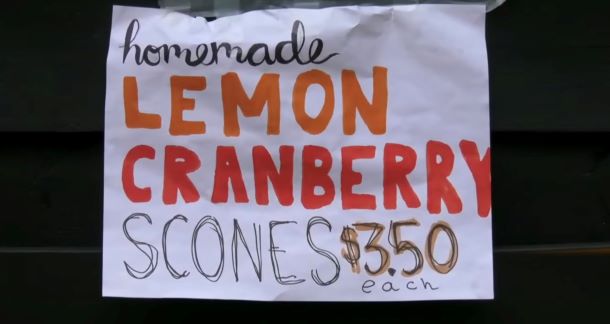 homemade
LEMON
CRANBERRY
SCONES $3.50
each